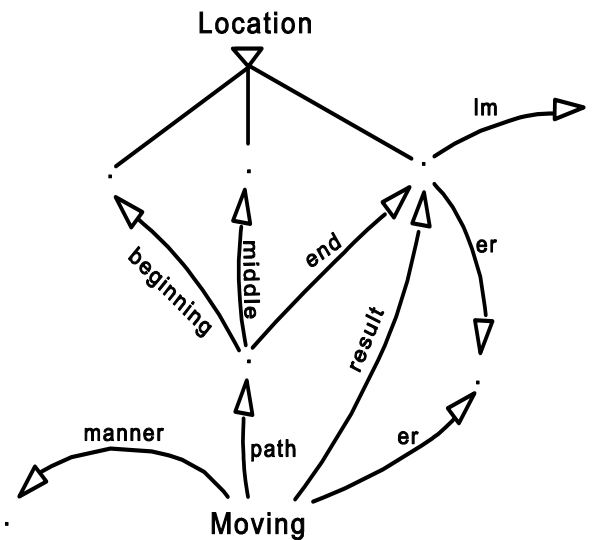 Location
lm
er
beginning
middle
end
result
manner
path
er
Moving